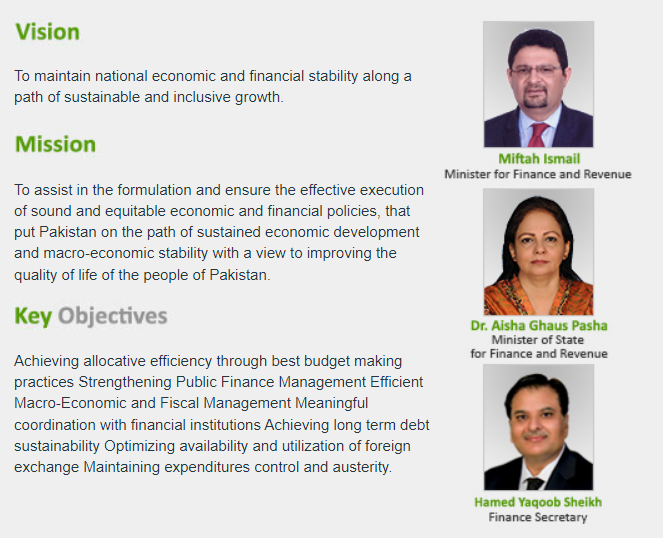 Vision
To maintain national economic and financial stability along a
path of sustainable and inclusive growth.
Mission
To assist in the formulation and ensure the effective execution
of sound and equitable economic and financial policies, that
put Pakistan on the path of sustained economic development
and macro-economic stability with a view to improving the
quality of life of the people of Pakistan.
Key Objectives
Achieving allocative efficiency through best budget making
practices Strengthening Public Finance Management Efficient
Macro-Economic and Fiscal Management Meaningful
coordination with financial institutions Achieving long term debt
sustainability Optimizing availability and utilization of foreign
exchange Maintaining expenditures control and austerity.
Miftah Ismail
Minister for Finance and Revenue
Dr. Aisha Ghaus Pasha
Minister of State
for Finance and Revenue
Hamed Yaqoob Sheikh
Finance Secretary